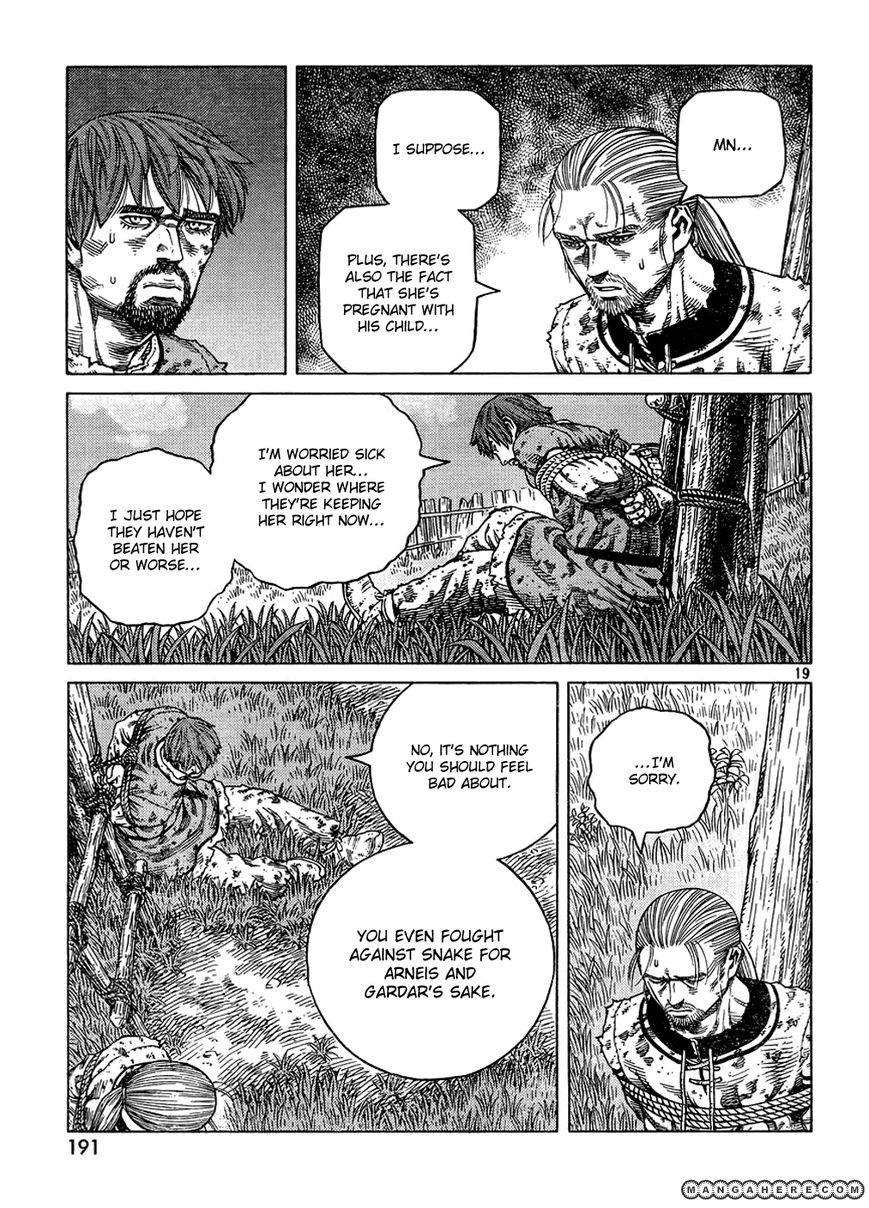 MN...
I SUPPOSE...
PLUS, THERE'S
ALSO THE FACT
THAT SHE'S
PREGNANT WITH
HIS CHILD...
I'M WORRIED SICK
ABOUT HER...
I WONDER WHERE
THEY'RE KEEPING
HER RIGHT NOW...
I JUST HOPE
THEY HAVEN'T
BEATEN HER
OR WORSE...
19
...I'M
SORRY.
NO, IT'S NOTHING
YOU SHOULD FEEL
BAD ABOUT.
YOU EVEN FOUGHT
AGAINST SNAKE FOR
ARNEIS AND
GARDAR'S SAKE.
191
MANGAHERE.COM